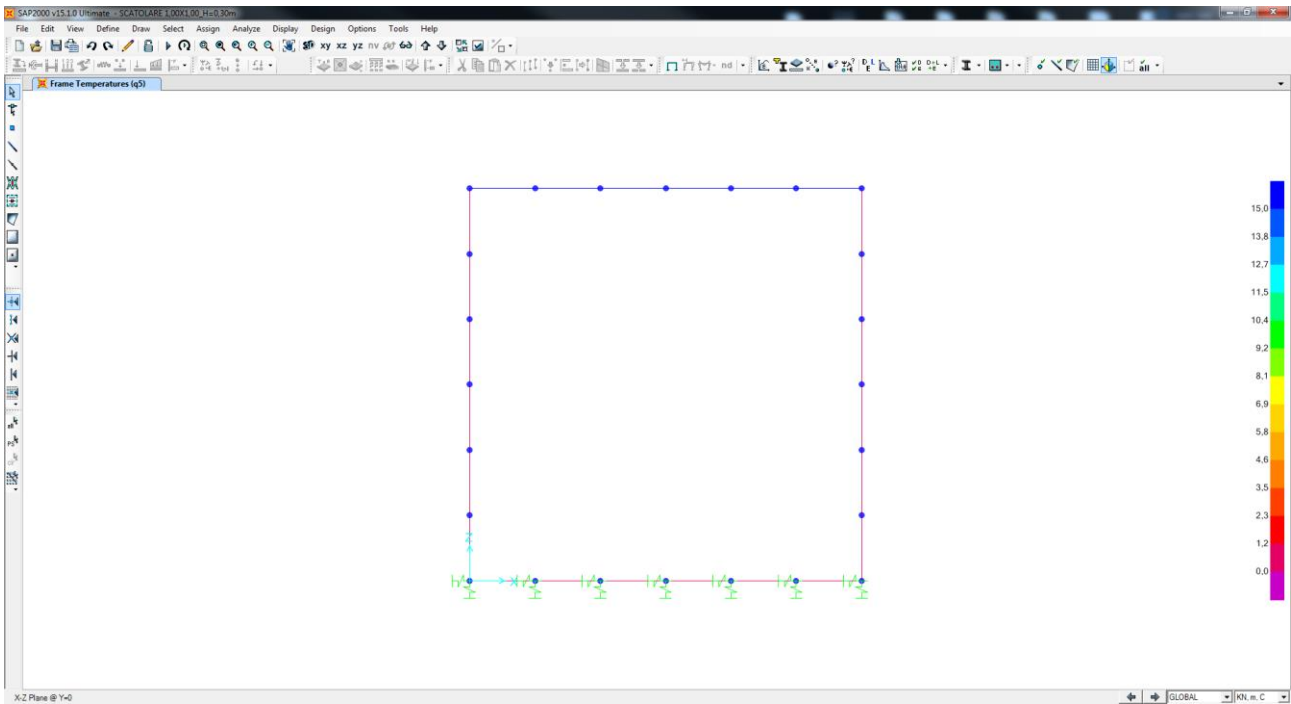 SAP2000 v15.1.0 Ultimate - SCATOLARE 1,00X1,00_H=0,30m
File Edit View Define Draw Select Assign Analyze Display Design Options Tools Help
xy xz yz nv
nd
all
Frame Temperatures (q5)
15,0
13,8
12,7
11,5
10,4
9,2
8,1
6,9
5,8
4,6
3,5
2,3
1,2
0,0
Z
X
X-Z Plane @ Y=0
GLOBAL
KN, m, C